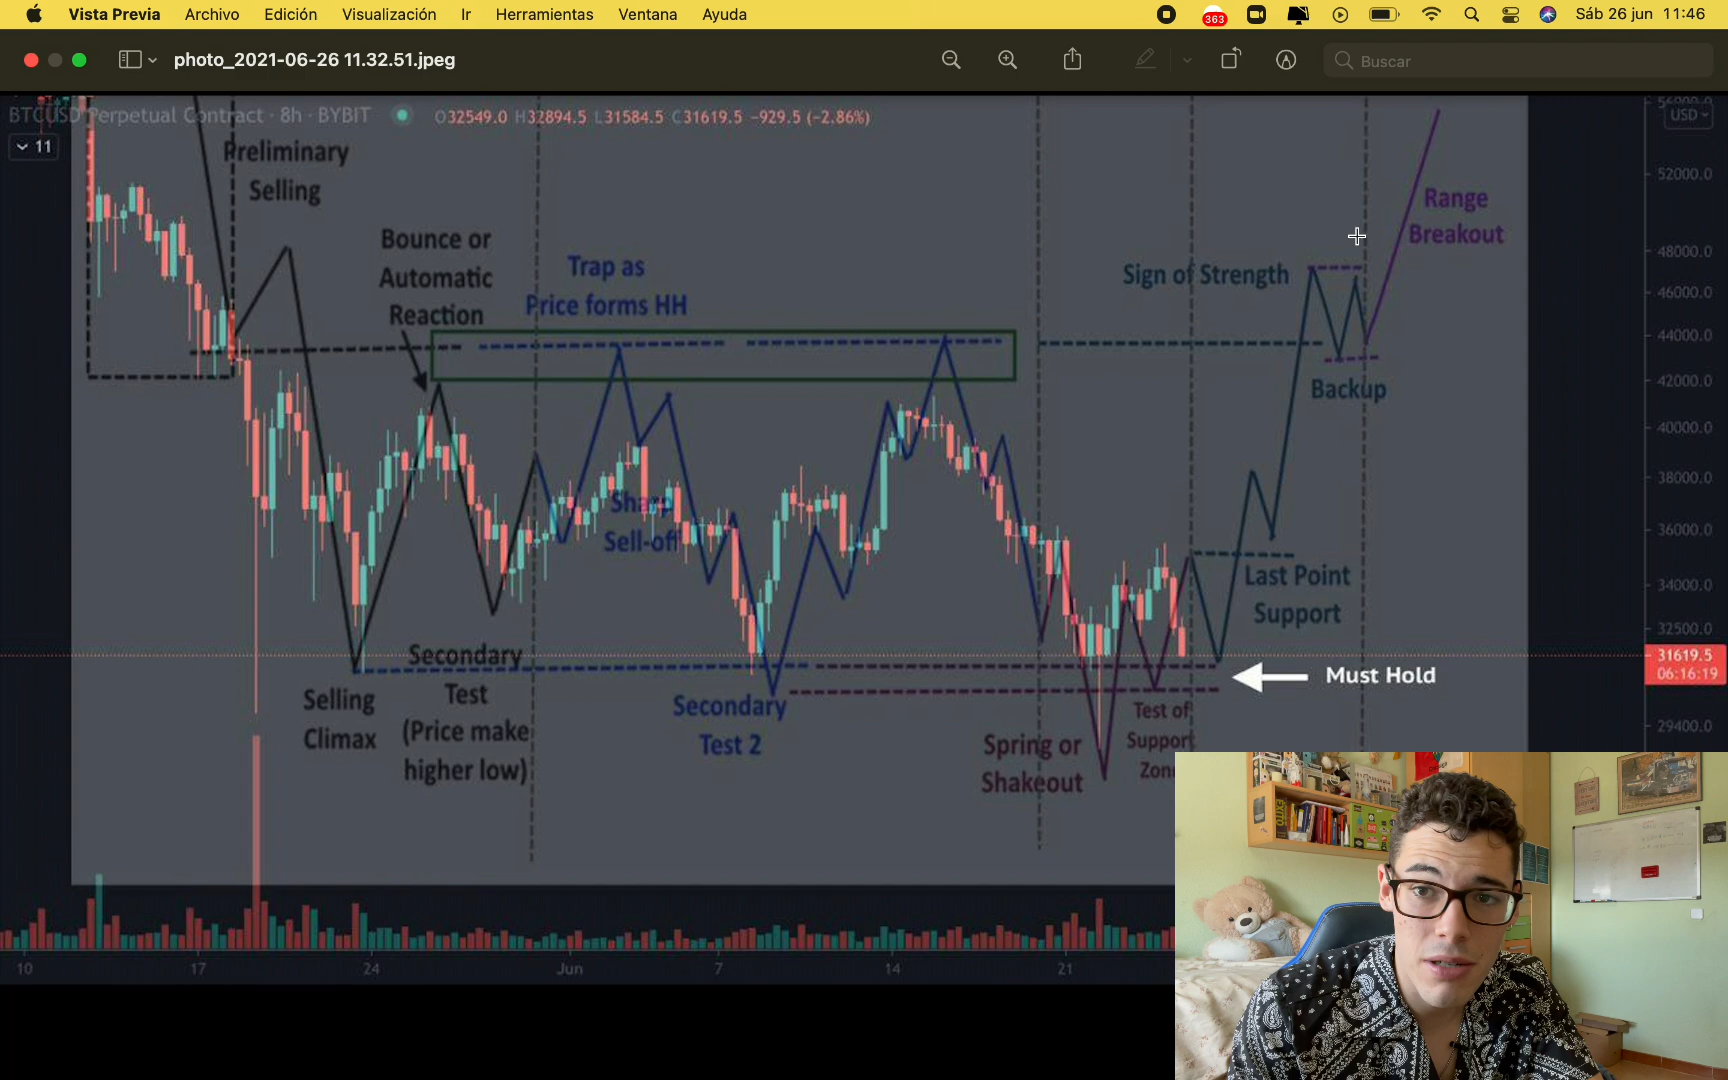 Vista Previa Archivo Edición Visualización Ir Herramientas Ventana Ayuda 363 Sáb 26 jun 11:46
photo_2021-06-26 11.32.51.jpeg Buscar
BTCUSD Perpetual Contract · 8h · BYBIT O32549.0 H32894.5 L31584.5 C31619.5 −929.5 (−2.86%)
11
56000.0
USD
52000.0
48000.0
46000.0
44000.0
42000.0
40000.0
38000.0
36000.0
34000.0
32500.0
31619.5
06:16:19
29400.0
Preliminary
Selling
Bounce or
Automatic
Reaction
Trap as
Price forms HH
Sharp
Sell-off
Sign of Strength
Range
Breakout
Backup
Last Point
Support
Must Hold
Selling
Climax
Secondary
Test
(Price make
higher low)
Secondary
Test 2
Spring or
Shakeout
Test of
Support
Zone
10 17 24 Jun 7 14 21